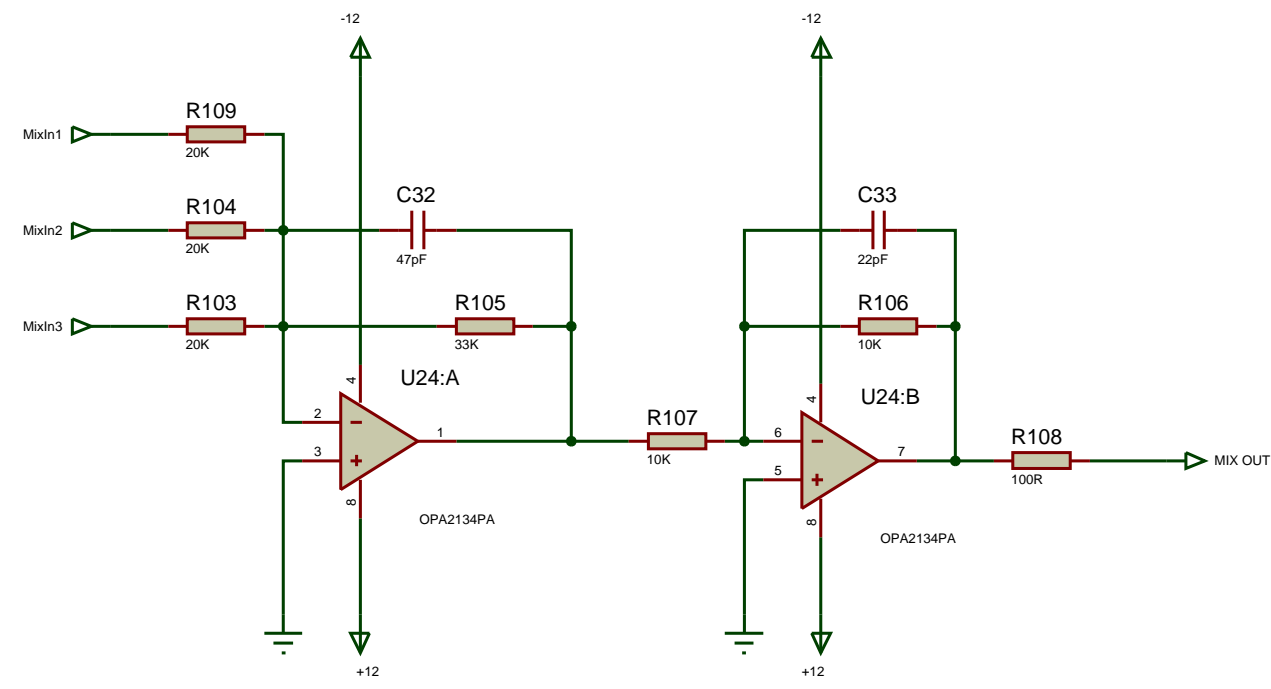 -12
-12
R109
MixIn1
20K
C32
C33
R104
MixIn2
20K
47pF
22pF
R103
R105
R106
MixIn3
20K
33K
10K
4
U24:A
4
U24:B
2
R107
1
6
R108
3
7
10K
5
MIX OUT
100R
8
8
OPA2134PA
OPA2134PA
+12
+12